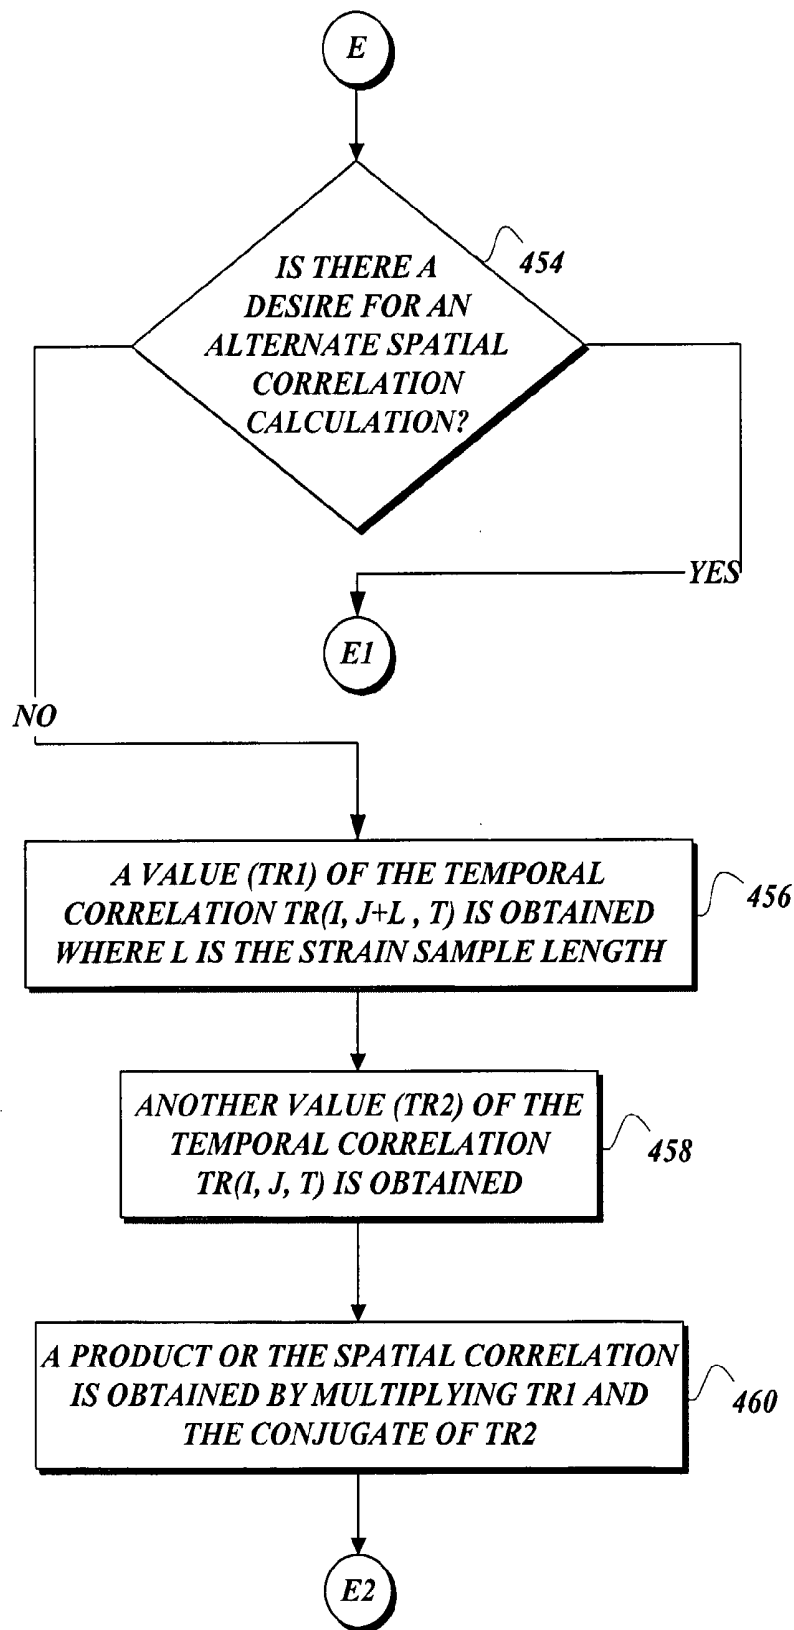 E
454
IS THERE A
DESIRE FOR AN
ALTERNATE SPATIAL
CORRELATION
CALCULATION?
YES
E1
NO
A VALUE (TR1) OF THE TEMPORAL
CORRELATION TR(I, J+L , T) IS OBTAINED
WHERE L IS THE STRAIN SAMPLE LENGTH
456
ANOTHER VALUE (TR2) OF THE
TEMPORAL CORRELATION
TR(I, J, T) IS OBTAINED
458
A PRODUCT OR THE SPATIAL CORRELATION
IS OBTAINED BY MULTIPLYING TR1 AND
THE CONJUGATE OF TR2
460
E2